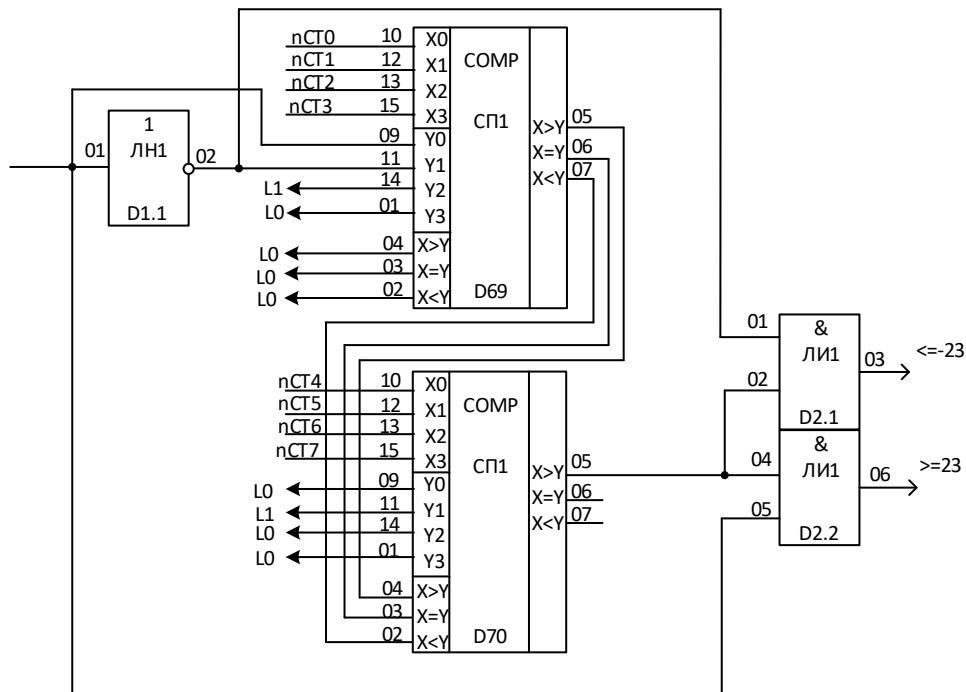 nCT0 10 X0 COMP
nCT1 12 X1
nCT2 13 X2
nCT3 15 X3 СП1
1
ЛН1
01 02
D1.1
09 Y0
11 Y1
L1 14 Y2
L0 01 Y3
X>Y 05
X=Y 06
X<Y 07
L0 04 X>Y
L0 03 X=Y
L0 02 X<Y
D69
nCT4 10 X0 COMP
nCT5 12 X1
nCT6 13 X2
nCT7 15 X3 СП1
L0 09 Y0
L1 11 Y1
L0 14 Y2
L0 01 Y3
X>Y 05
X=Y 06
X<Y 07
04 X>Y
03 X=Y
02 X<Y
D70
&
01 ЛИ1 03 <=-23
02
D2.1
&
04 ЛИ1 06 >=23
05
D2.2